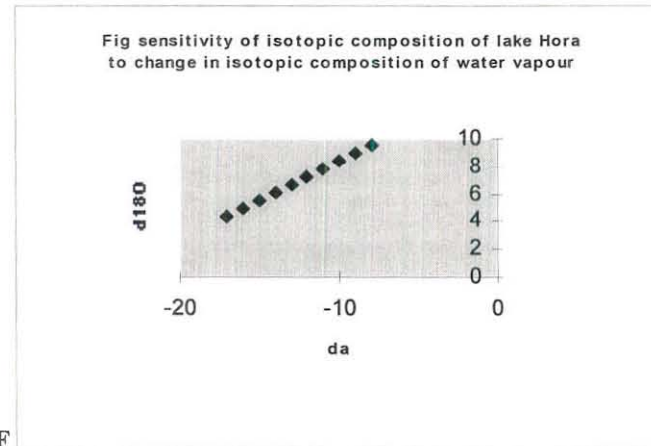 Fig sensitivity of isotopic composition of lake Hora
to change in isotopic composition of water vapour
10
8
6
4
2
0
d18O
-20 -10 0
da
F